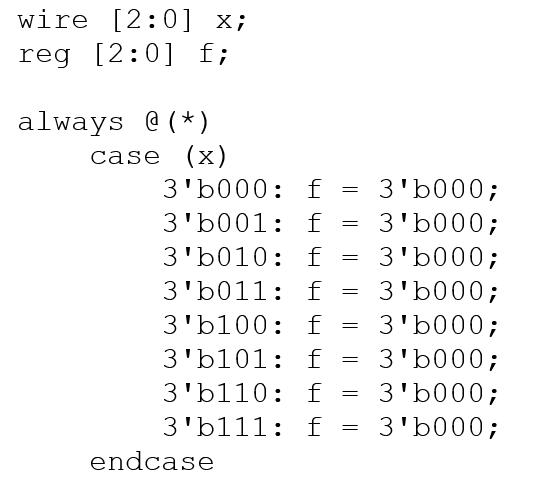 wire [2:0] x;
reg [2:0] f;

always @(*)
    case (x)
        3'b000: f = 3'b000;
        3'b001: f = 3'b000;
        3'b010: f = 3'b000;
        3'b011: f = 3'b000;
        3'b100: f = 3'b000;
        3'b101: f = 3'b000;
        3'b110: f = 3'b000;
        3'b111: f = 3'b000;
    endcase